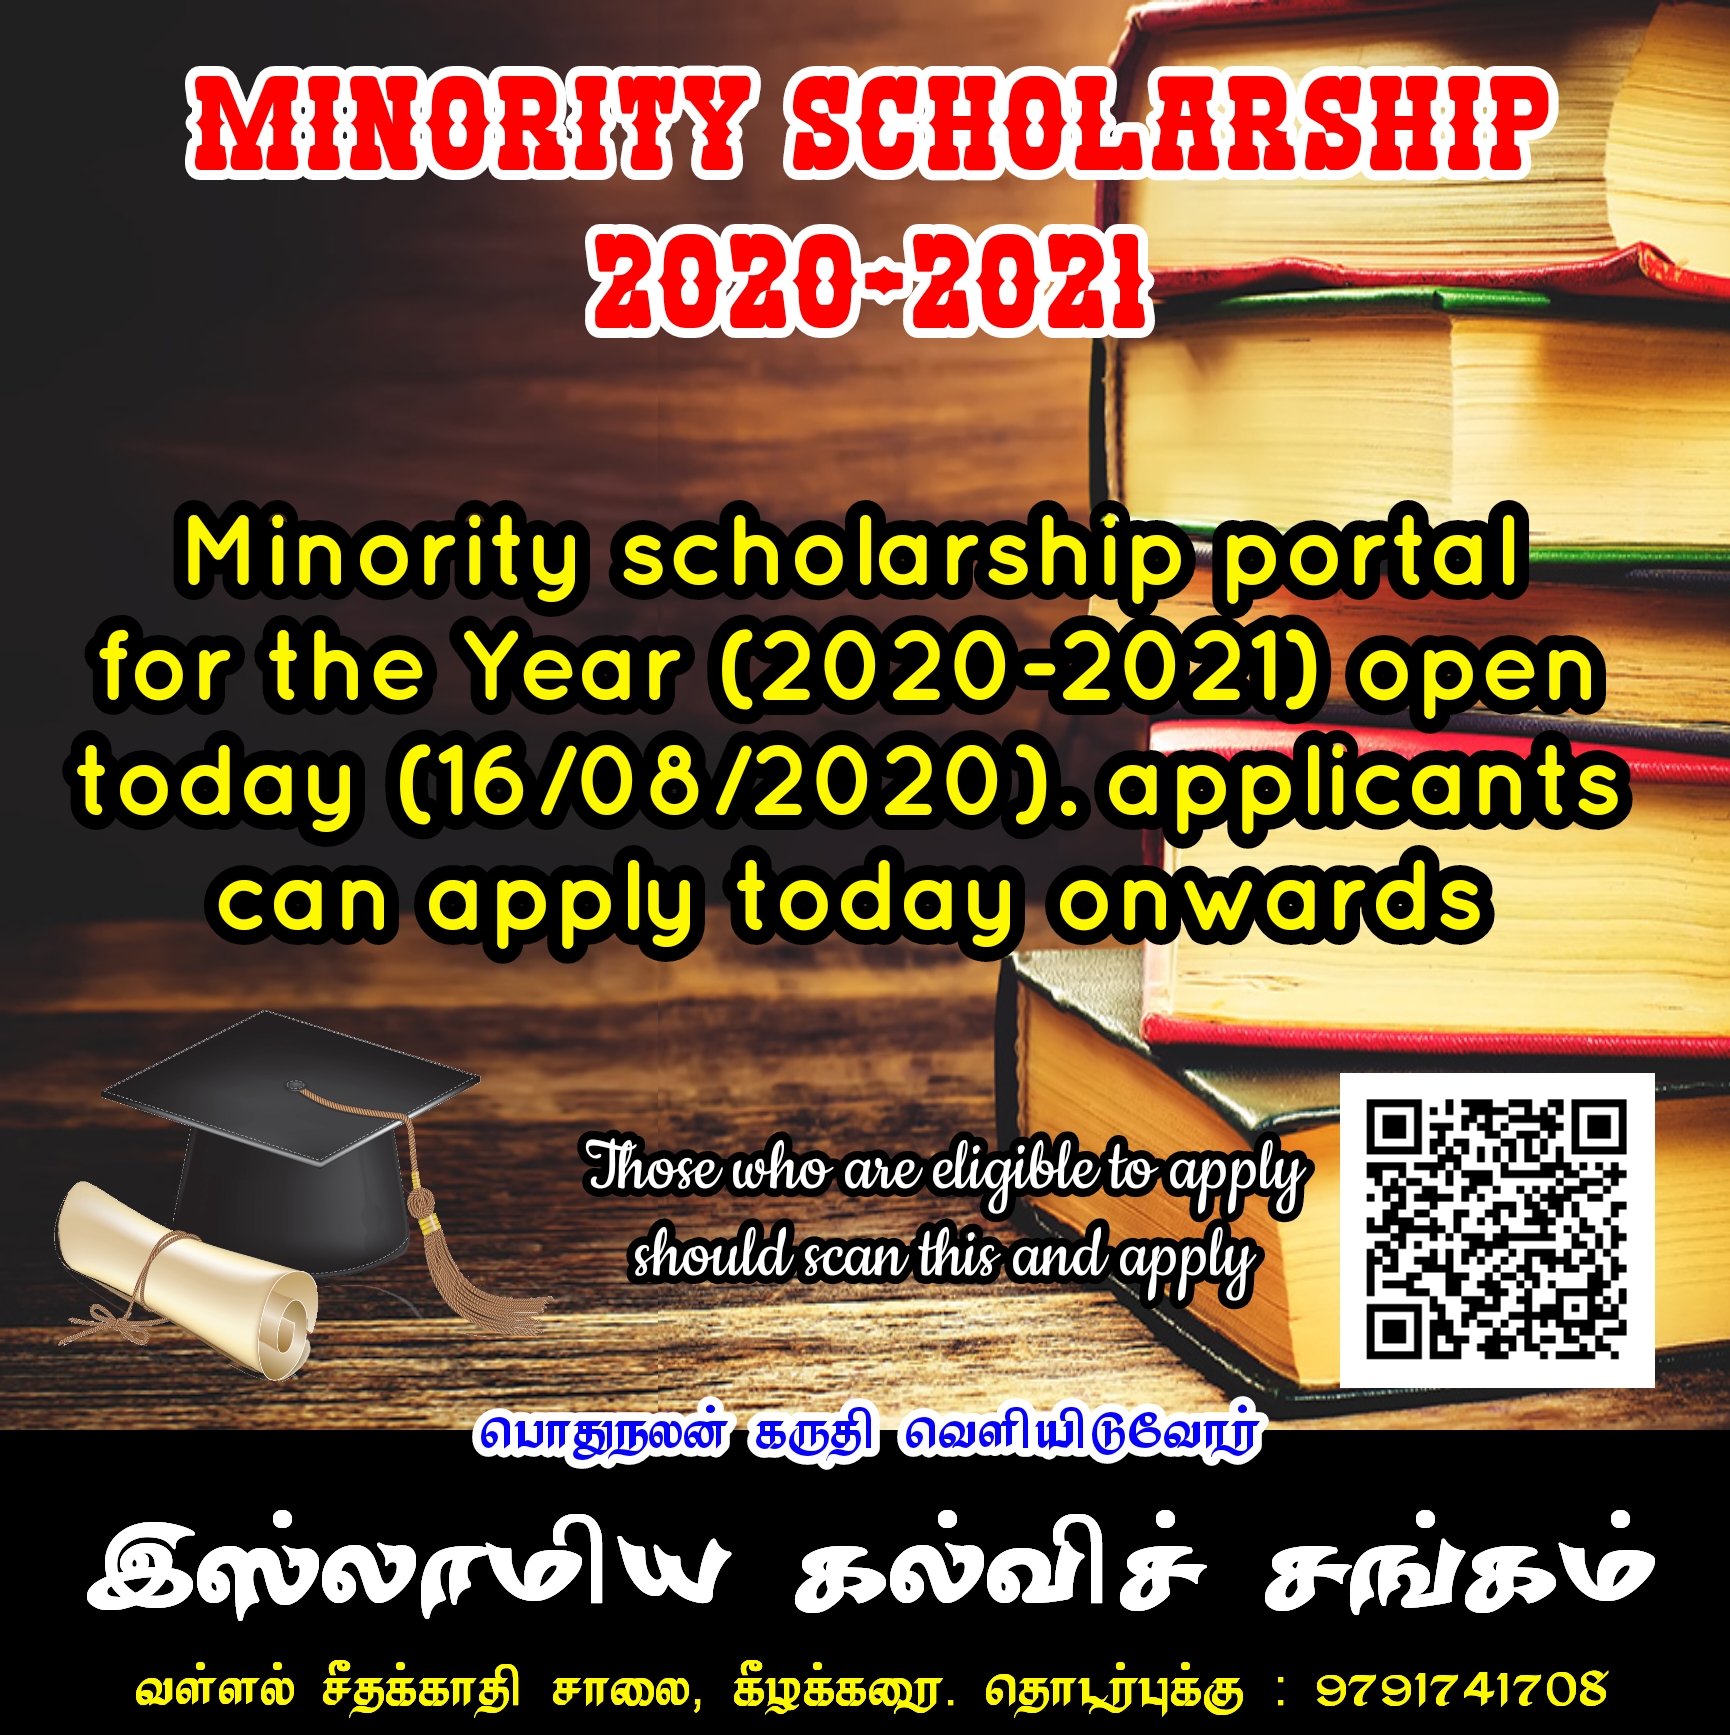 MINORITY SCHOLARSHIP
2020-2021
Minority scholarship portal
for the Year (2020-2021) open
today (16/08/2020). applicants
can apply today onwards
Those who are eligible to apply
should scan this and apply
பொதுநலன் கருதி வெளியிடுவோர்
இஸ்லாமிய கல்விச் சங்கம்
வள்ளல் சீதக்காதி சாலை, கீழக்கரை. தொடர்புக்கு : 9791741708